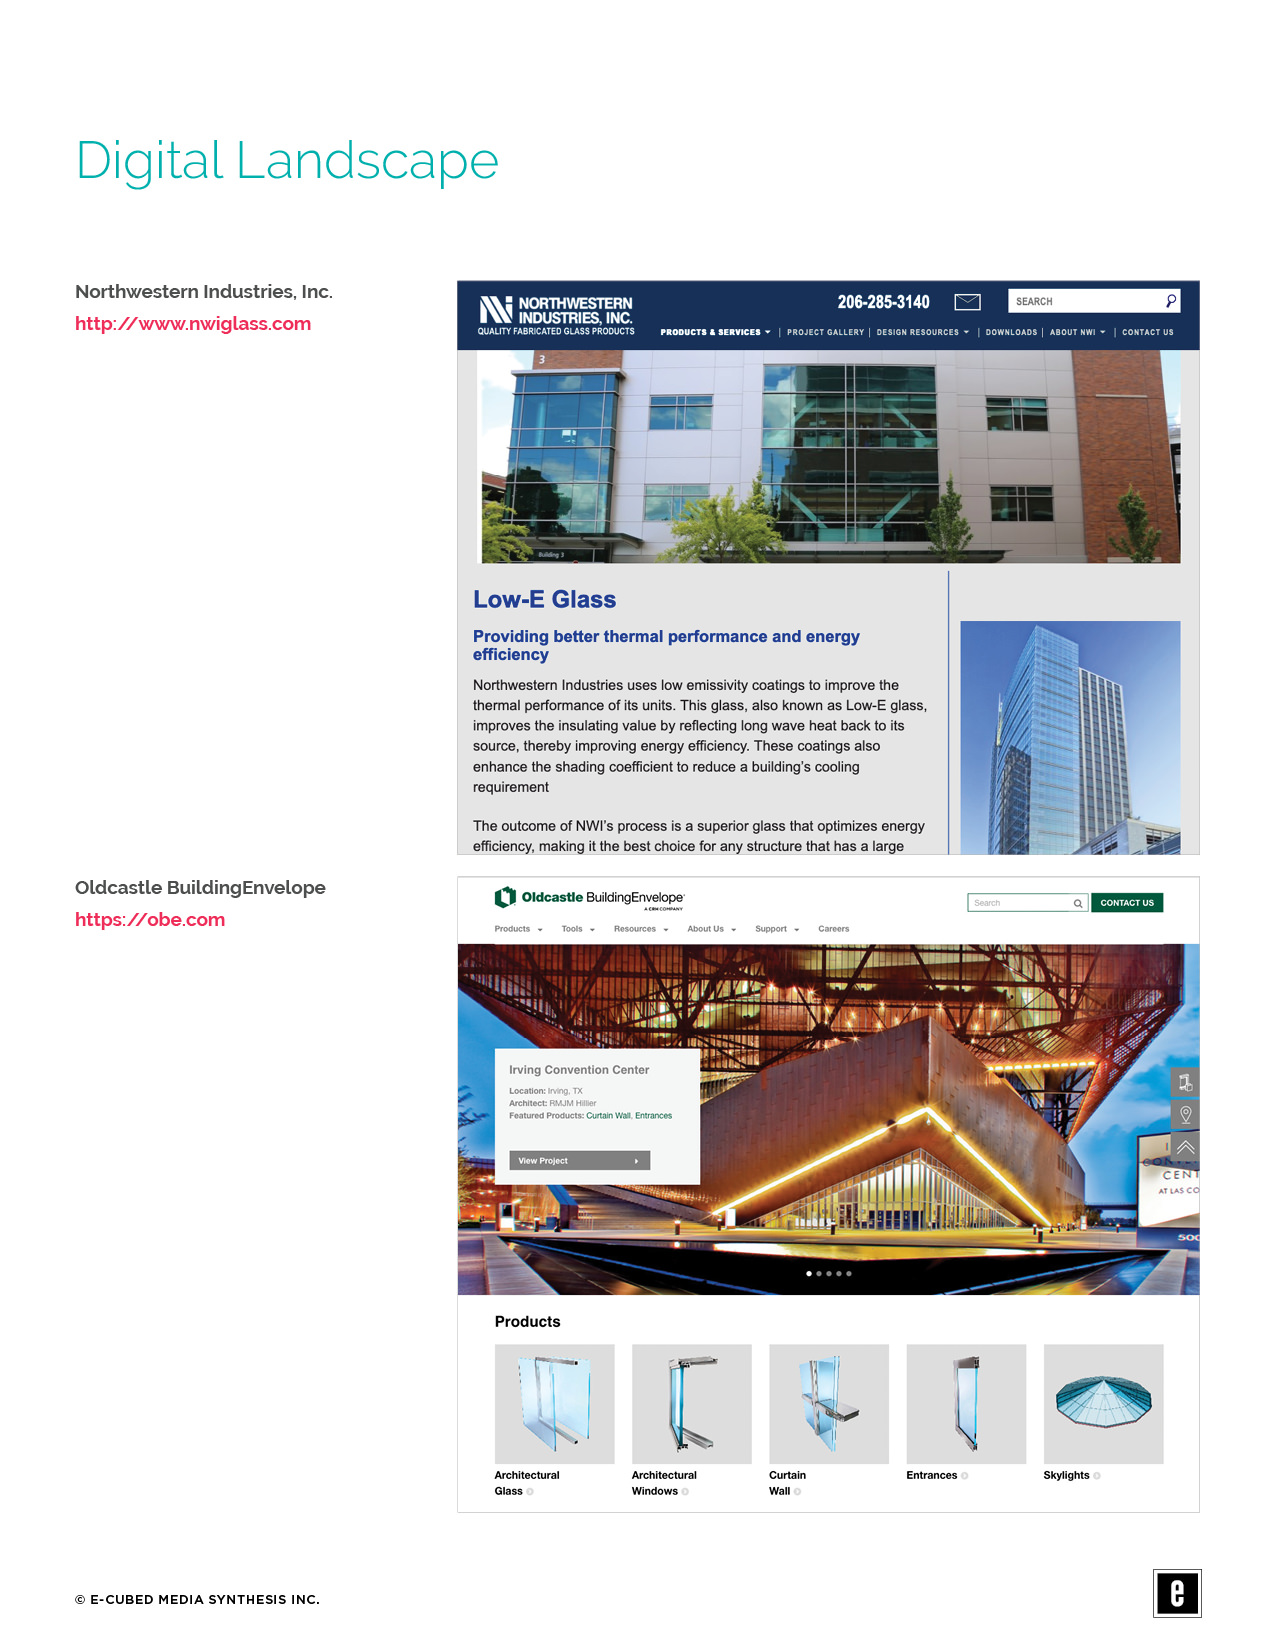 Digital Landscape
Northwestern Industries, Inc.
http://www.nwiglass.com
NORTHWESTERN
INDUSTRIES, INC.
QUALITY FABRICATED GLASS PRODUCTS
206-285-3140
SEARCH
PRODUCTS & SERVICES | PROJECT GALLERY | DESIGN RESOURCES | DOWNLOADS | ABOUT NWI | CONTACT US
3
Building 3
Low-E Glass
Providing better thermal performance and energy
efficiency
Northwestern Industries uses low emissivity coatings to improve the
thermal performance of its units. This glass, also known as Low-E glass,
improves the insulating value by reflecting long wave heat back to its
source, thereby improving energy efficiency. These coatings also
enhance the shading coefficient to reduce a building’s cooling
requirement
The outcome of NWI’s process is a superior glass that optimizes energy
efficiency, making it the best choice for any structure that has a large
Oldcastle BuildingEnvelope
https://obe.com
Oldcastle BuildingEnvelope
A CRH COMPANY
Search
CONTACT US
Products Tools Resources About Us Support Careers
Irving Convention Center
Location: Irving, TX
Architect: RMJM Hillier
Featured Products: Curtain Wall, Entrances
View Project
CENT
AT LAS CO
500
Products
Architectural
Glass
Architectural
Windows
Curtain
Wall
Entrances
Skylights
© E-CUBED MEDIA SYNTHESIS INC.
e